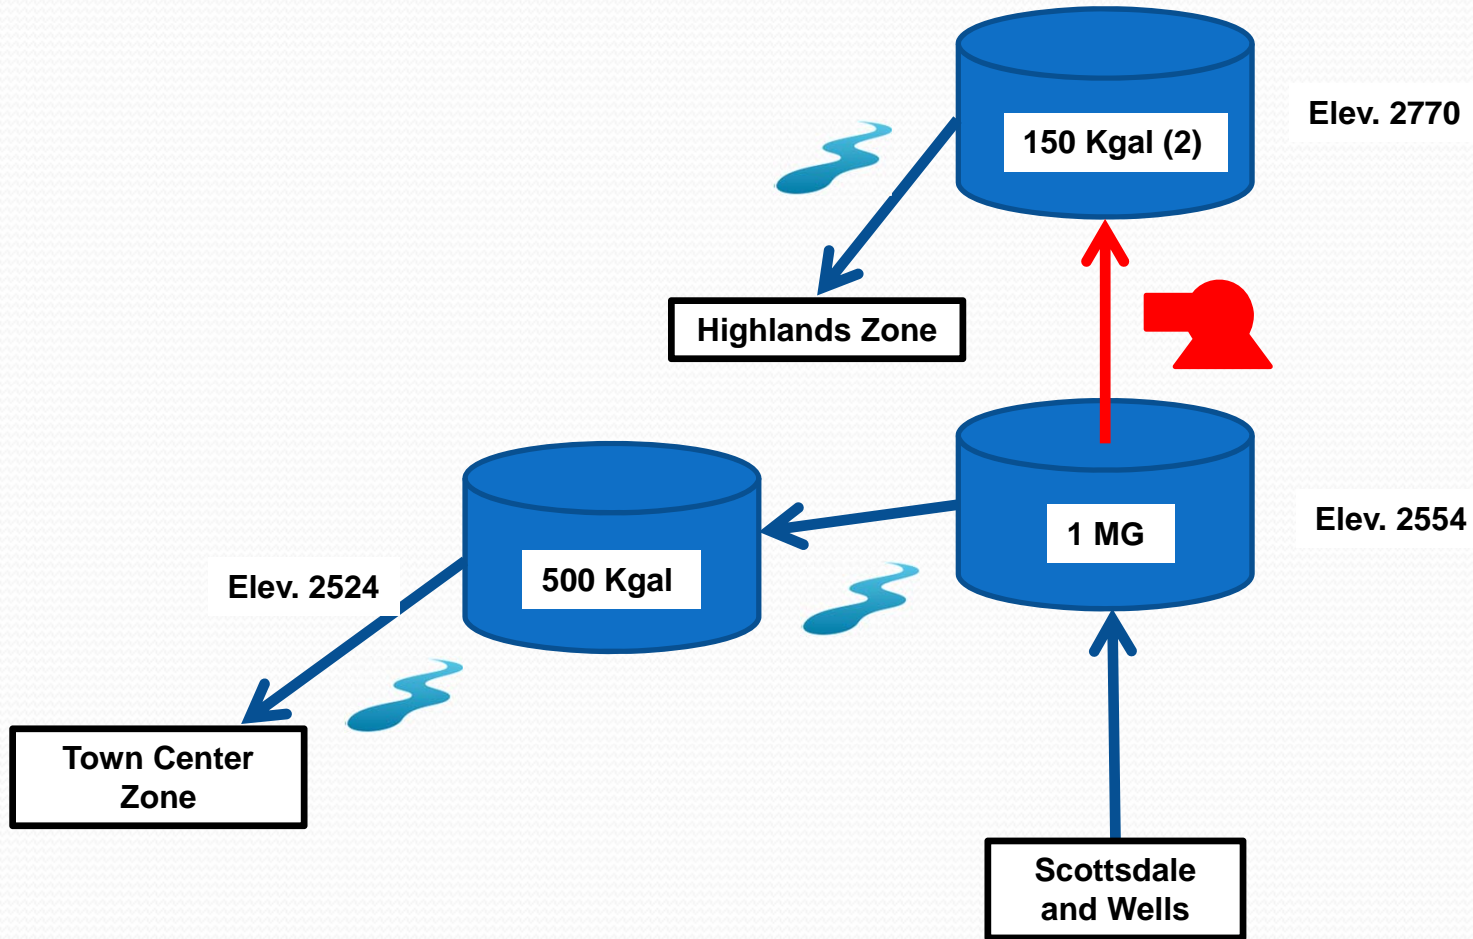 Elev. 2770
150 Kgal (2)
Highlands Zone
Elev. 2554
1 MG
500 Kgal
Elev. 2524
Town Center
Zone
Scottsdale
and Wells